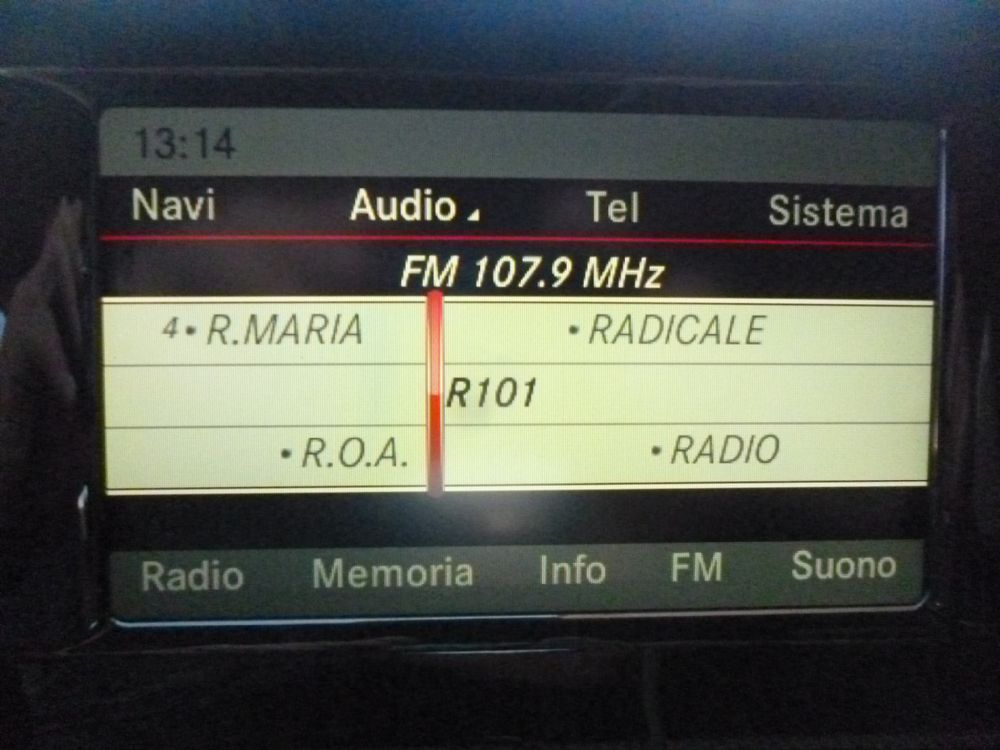 13:14
Navi Audio Tel Sistema
FM 107.9 MHz
4• R.MARIA •RADICALE
R101
•R.O.A. •RADIO
Radio Memoria Info FM Suono